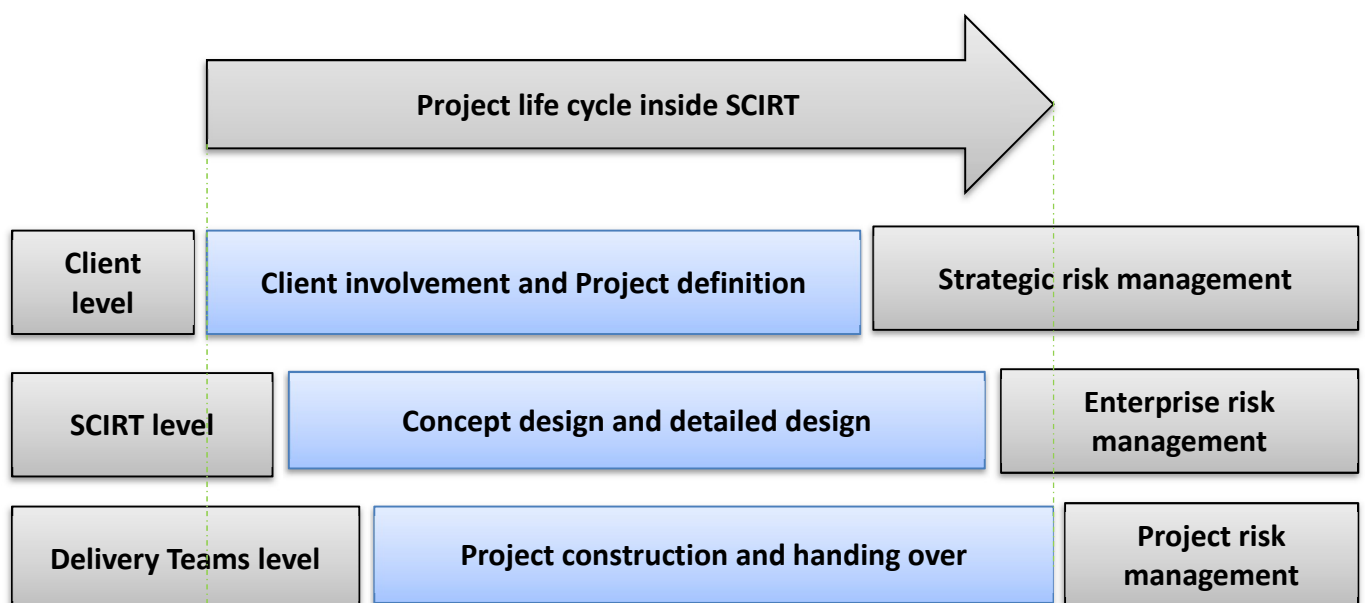 Project life cycle inside SCIRT
Client
level
Client involvement and Project definition
Strategic risk management
SCIRT level
Concept design and detailed design
Enterprise risk
management
Delivery Teams level
Project construction and handing over
Project risk
management